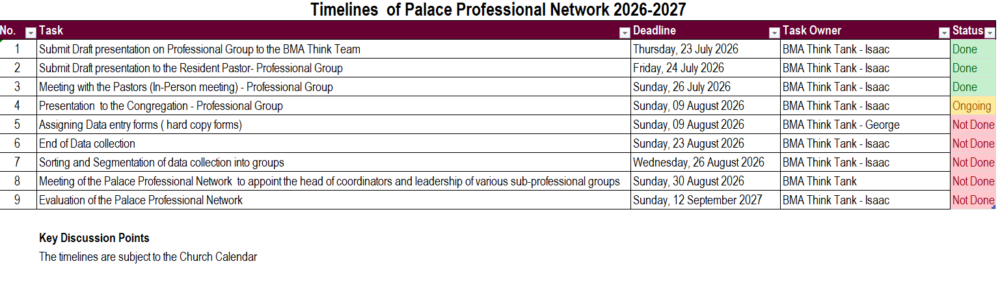 Timelines of Palace Professional Network 2026-2027
No. Task Deadline Task Owner Status
1 Submit Draft presentation on Professional Group to the BMA Think Team Thursday, 23 July 2026 BMA Think Tank - Isaac Done
2 Submit Draft presentation to the Resident Pastor- Professional Group Friday, 24 July 2026 BMA Think Tank - Isaac Done
3 Meeting with the Pastors (In-Person meeting) - Professional Group Sunday, 26 July 2026 BMA Think Tank - Isaac Done
4 Presentation to the Congregation - Professional Group Sunday, 09 August 2026 BMA Think Tank - Isaac Ongoing
5 Assigning Data entry forms ( hard copy forms) Sunday, 09 August 2026 BMA Think Tank - George Not Done
6 End of Data collection Sunday, 23 August 2026 BMA Think Tank - Isaac Not Done
7 Sorting and Segmentation of data collection into groups Wednesday, 26 August 2026 BMA Think Tank - Isaac Not Done
8 Meeting of the Palace Professional Network to appoint the head of coordinators and leadership of various sub-professional groups Sunday, 30 August 2026 BMA Think Tank Not Done
9 Evaluation of the Palace Professional Network Sunday, 12 September 2027 BMA Think Tank - Isaac Not Done
Key Discussion Points
The timelines are subject to the Church Calendar